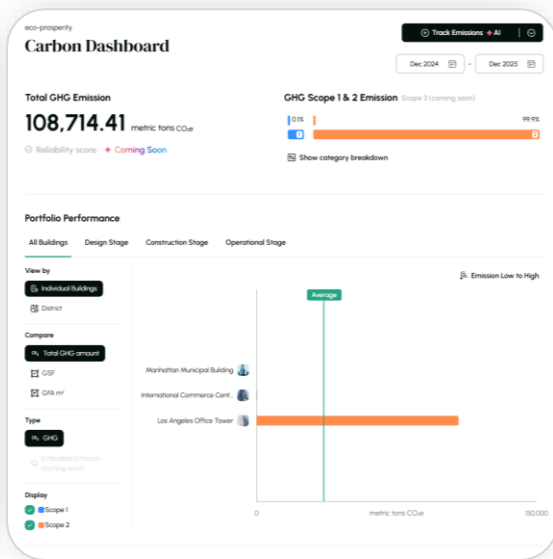 eco-prosperity
Carbon Dashboard
Track Emissions + AI
Dec 2024 - Dec 2025
Total GHG Emission
108,714.41 metric tons CO₂e
Reliability score + Coming Soon
GHG Scope 1 & 2 Emission Scope 3 (coming soon)
0.1% 99.9%
Show category breakdown
Portfolio Performance
All Buildings Design Stage Construction Stage Operational Stage
View by
Individual Buildings
District
Compare
Total GHG amount
GSF
GFA m²
Type
GHG
Embodied Emission
(coming soon)
Display
Scope 1
Scope 2
Emission Low to High
Average
Manhattan Municipal Building
International Commerce Cent...
Los Angeles Office Tower
0 metric tons CO₂e 150,000